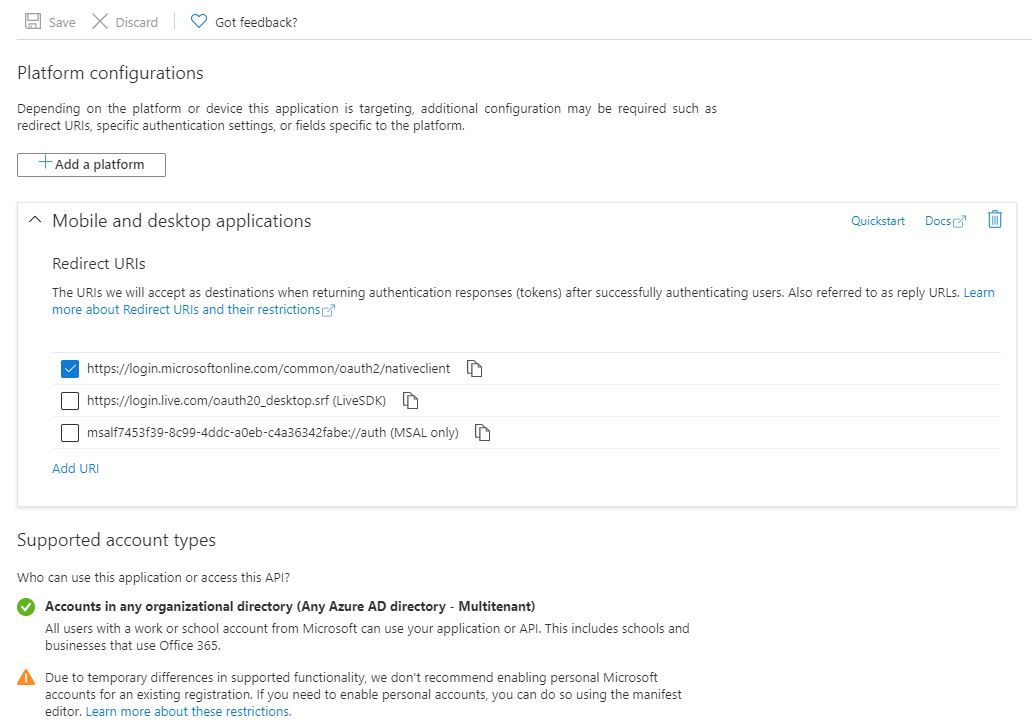 Save Discard Got feedback?
Platform configurations
Depending on the platform or device this application is targeting, additional configuration may be required such as
redirect URIs, specific authentication settings, or fields specific to the platform.
Add a platform
Mobile and desktop applications Quickstart Docs
Redirect URIs
The URIs we will accept as destinations when returning authentication responses (tokens) after successfully authenticating users. Also referred to as reply URLs. Learn
more about Redirect URIs and their restrictions
https://login.microsoftonline.com/common/oauth2/nativeclient
https://login.live.com/oauth20_desktop.srf (LiveSDK)
msalf7453f39-8c99-4ddc-a0eb-c4a36342fabe://auth (MSAL only)
Add URI
Supported account types
Who can use this application or access this API?
Accounts in any organizational directory (Any Azure AD directory - Multitenant)
All users with a work or school account from Microsoft can use your application or API. This includes schools and
businesses that use Office 365.
Due to temporary differences in supported functionality, we don't recommend enabling personal Microsoft
accounts for an existing registration. If you need to enable personal accounts, you can do so using the manifest
editor. Learn more about these restrictions.